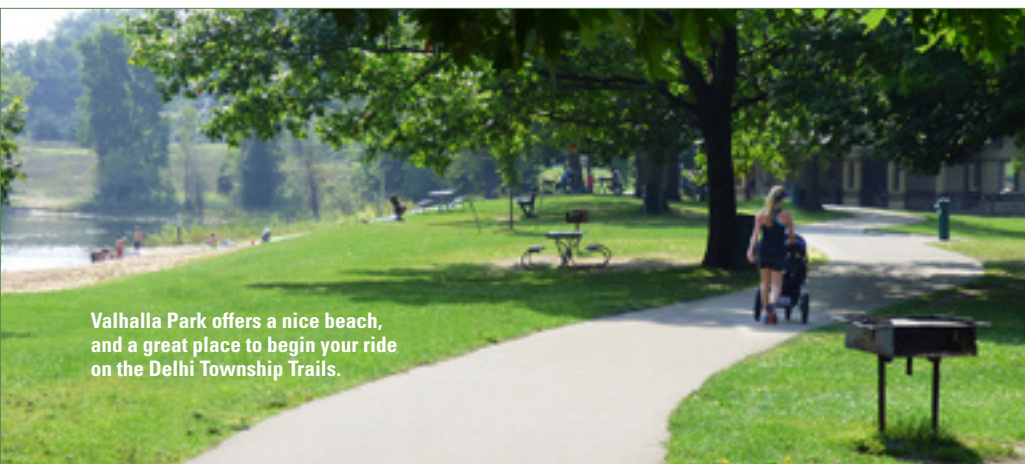 Valhalla Park offers a nice beach,
and a great place to begin your ride
on the Delhi Township Trails.